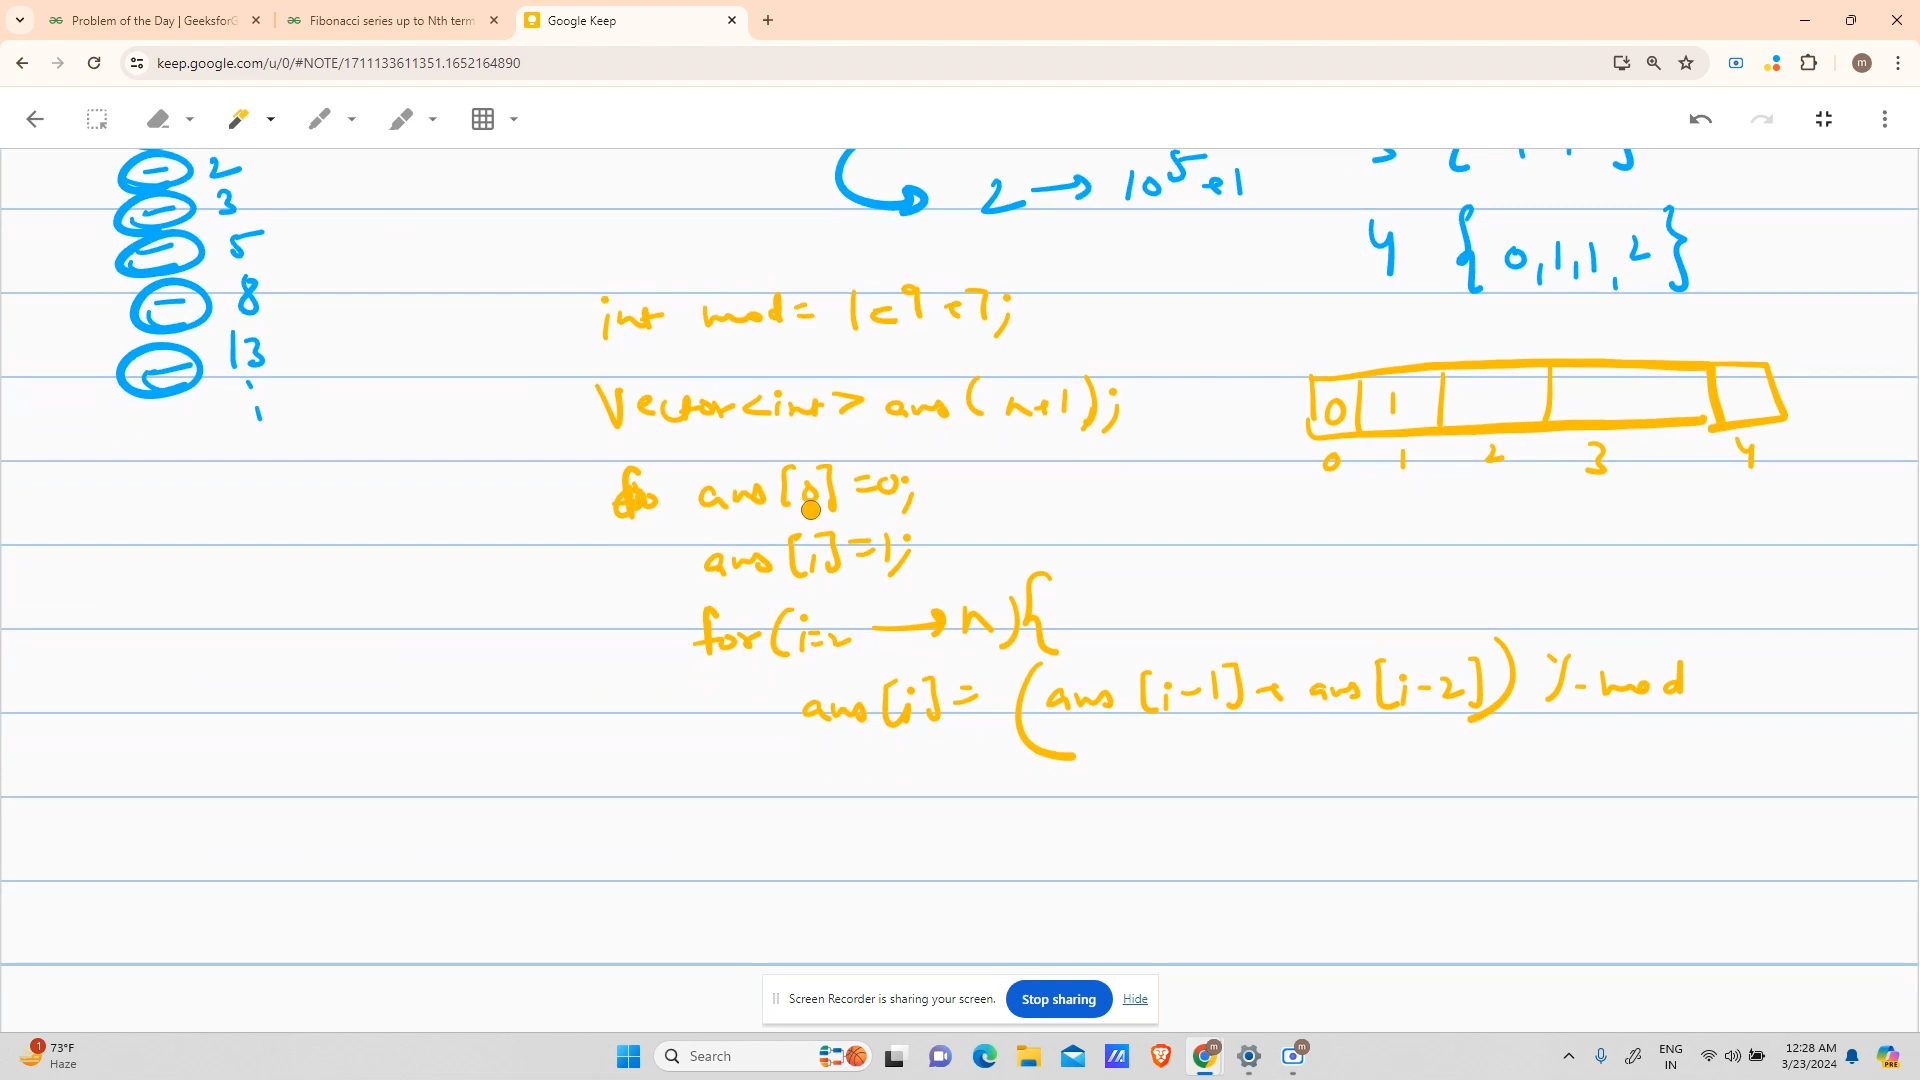 Problem of the Day | GeeksforG
Fibonacci series up to Nth term
Google Keep
keep.google.com/u/0/#NOTE/1711133611351.1652164890
m
2
3
5
8
13
2 → 10^5+1
4 {0,1,1,2}
int mod = 1e9+7;
Vector<int> ans(n+1);
0 1
0 1 2 3 4
ans[0]=0;
ans[1]=1;
for(i=2 → n){
ans[i] = (ans[i-1] + ans[i-2]) % mod
Screen Recorder is sharing your screen.
Stop sharing
Hide
1
73°F
Haze
Search
m
m
ENG
IN
12:28 AM
3/23/2024
PRE